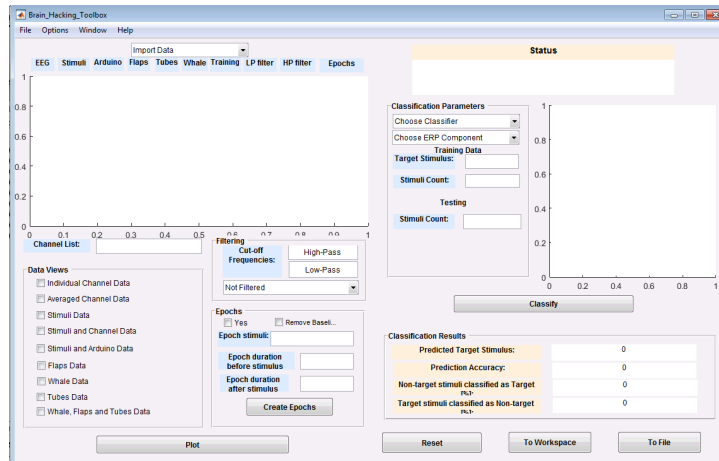 Brain_Hacking_Toolbox
File Options Window Help
Import Data
EEG Stimuli Arduino Flaps Tubes Whale Training LP filter HP filter Epochs
1
0.8
0.6
0.4
0.2
0
0 0.1 0.2 0.3 0.4 0.5 0.6 0.7 0.8 0.9 1
Channel List:
Data Views
Individual Channel Data
Averaged Channel Data
Stimuli Data
Stimuli and Channel Data
Stimuli and Arduino Data
Flaps Data
Whale Data
Tubes Data
Whale, Flaps and Tubes Data
Plot
Filtering
Cut-off
Frequencies:
High-Pass
Low-Pass
Not Filtered
Epochs
Yes
Remove Baseli...
Epoch stimuli:
Epoch duration
before stimulus
Epoch duration
after stimulus
Create Epochs
Status
Classification Parameters
Choose Classifier
Choose ERP Component
Training Data
Target Stimulus:
Stimuli Count:
Testing
Stimuli Count:
1
0.8
0.6
0.4
0.2
0
0 0.2 0.4 0.6 0.8 1
Classify
Classification Results
Predicted Target Stimulus: 0
Prediction Accuracy: 0
Non-target stimuli classified as Target 0
Target stimuli classified as Non-target 0
Reset
To Workspace
To File